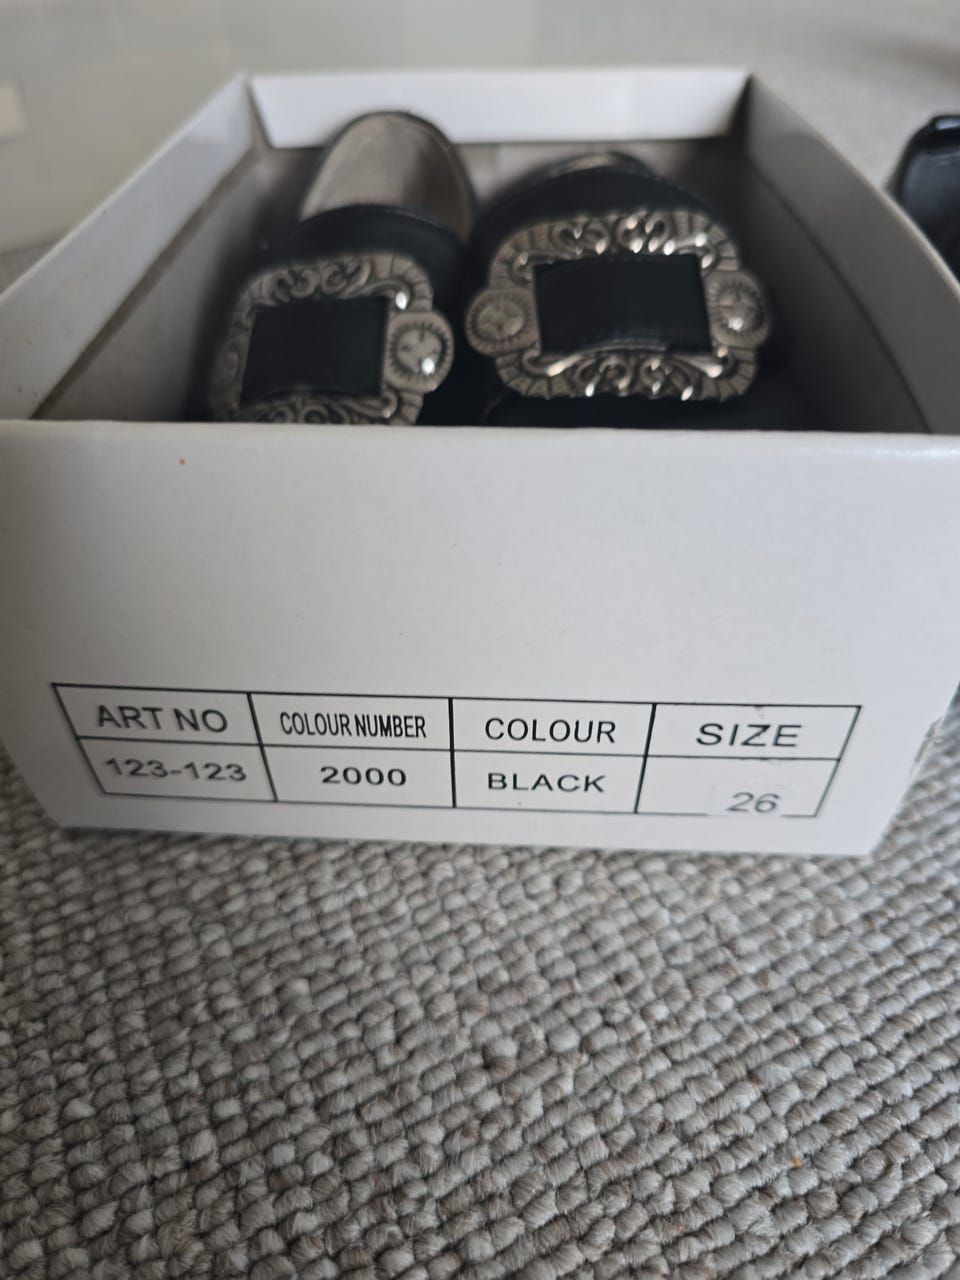 ART NO COLOUR NUMBER COLOUR SIZE
123-123 2000 BLACK 26